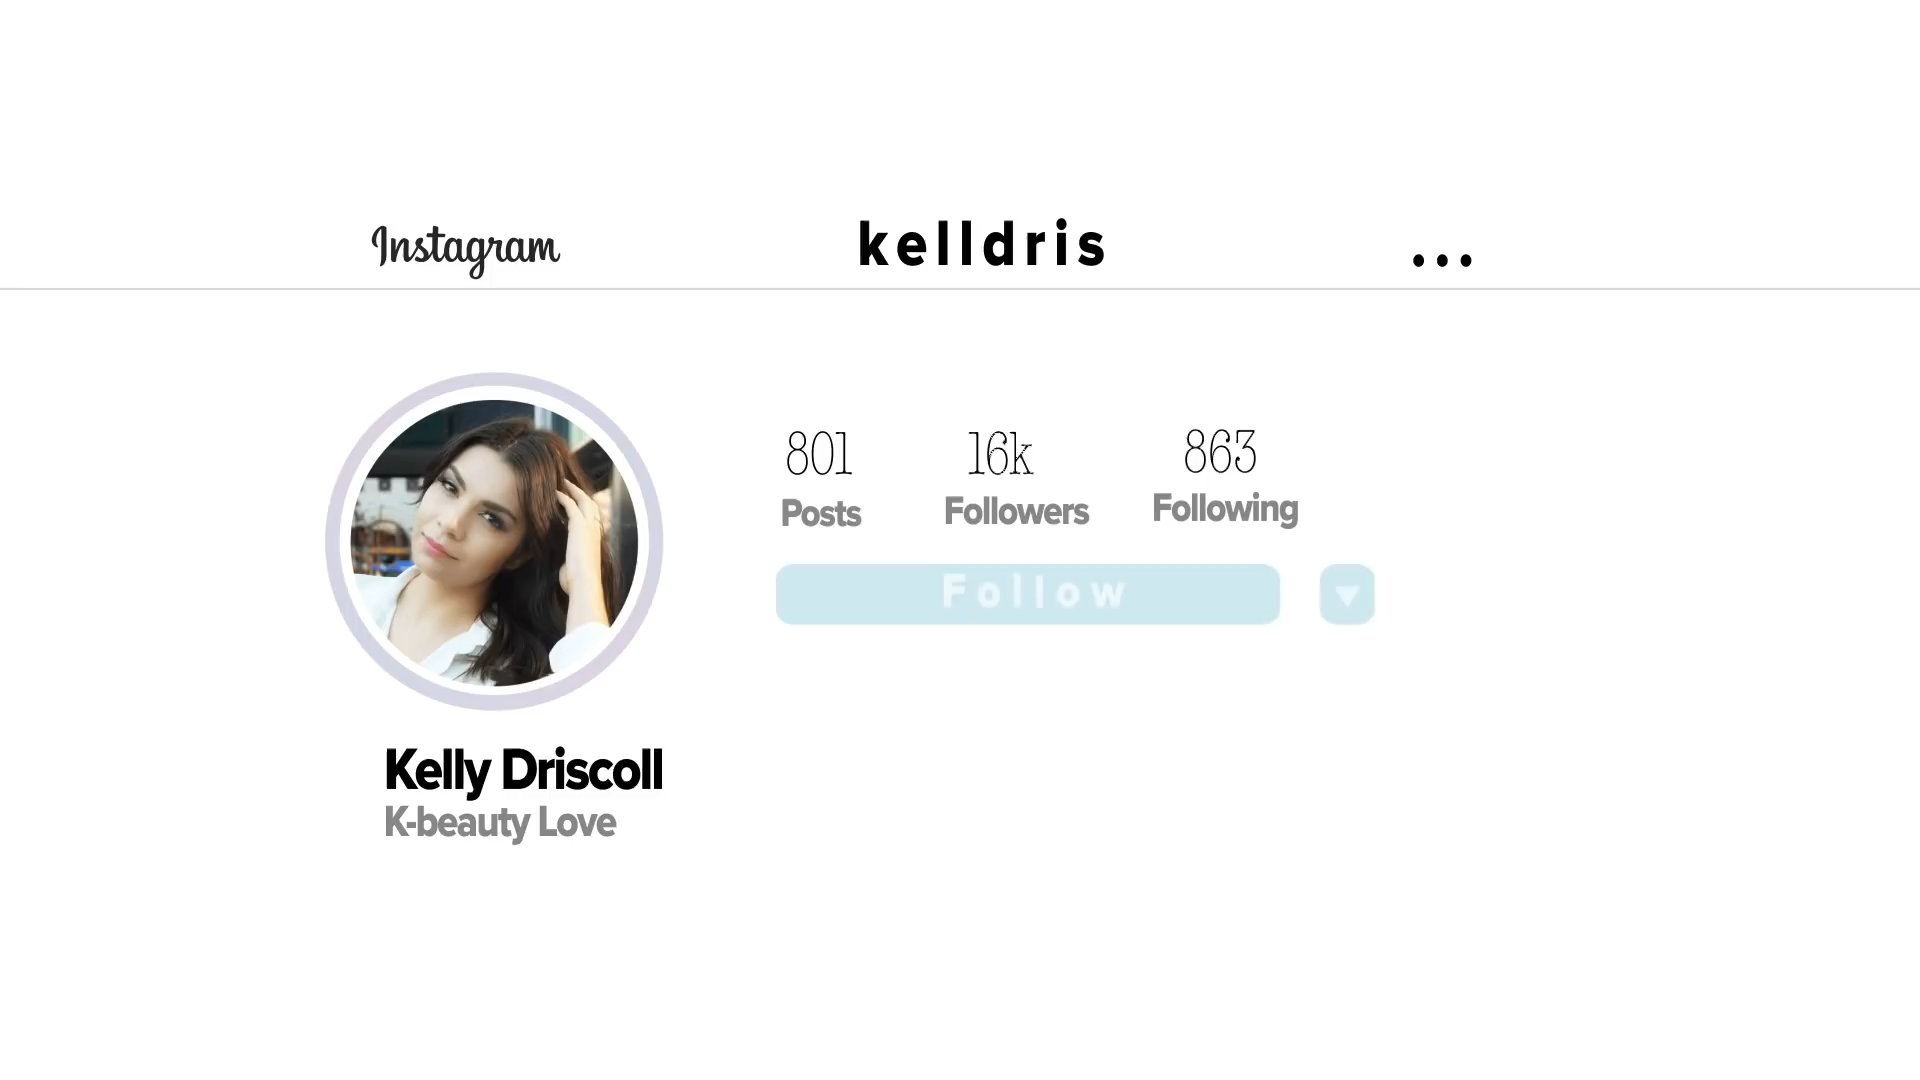 Instagram
kelldris
...
801 16k 863
Posts Followers Following
Follow
Kelly Driscoll
K-beauty Love